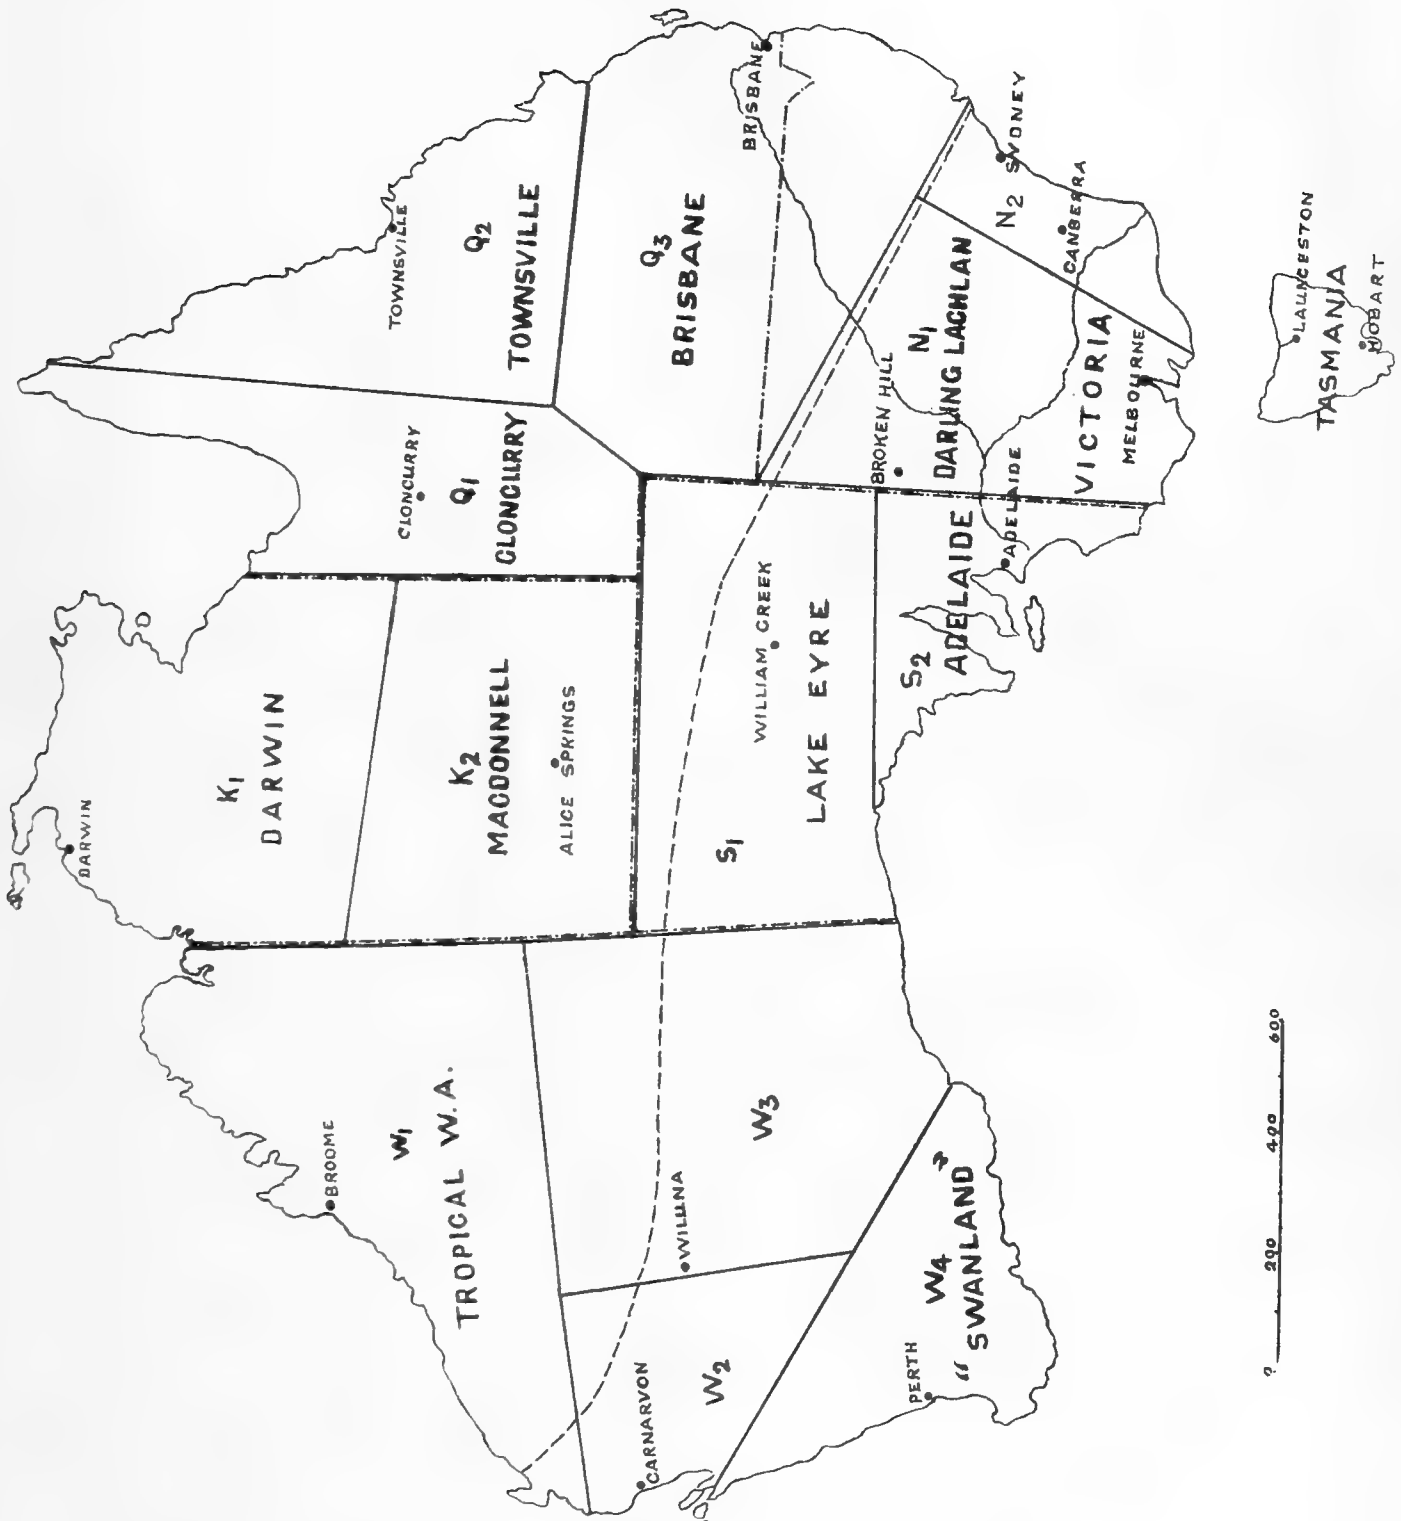 DARWIN
K1
DARWIN
K2
MACDONNELL
ALICE SPRINGS
BROOME
W1
TROPICAL W.A.
W2
CARNARVON
WILUNA
W3
W4
"SWANLAND"
PERTH
S1
LAKE EYRE
WILLIAM CREEK
S2
ADELAIDE
ADELAIDE
CLONCURRY
Q1
CLONCURRY
TOWNSVILLE
Q2
TOWNSVILLE
Q3
BRISBANE
BRISBANE
BROKEN HILL
N1
DARLING LACHLAN
N2
SYDNEY
CANBERRA
VICTORIA
MELBOURNE
LAUNCESTON
TASMANIA
HOBART
200 400 600